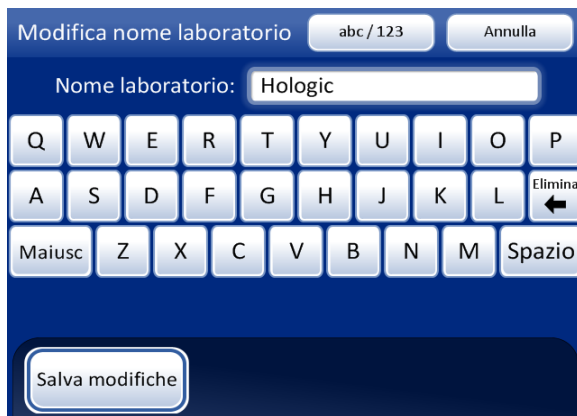 Modifica nome laboratorio abc / 123 Annulla
Nome laboratorio: Hologic
Q W E R T Y U I O P
A S D F G H J K L Elimina
Maiusc Z X C V B N M Spazio
Salva modifiche